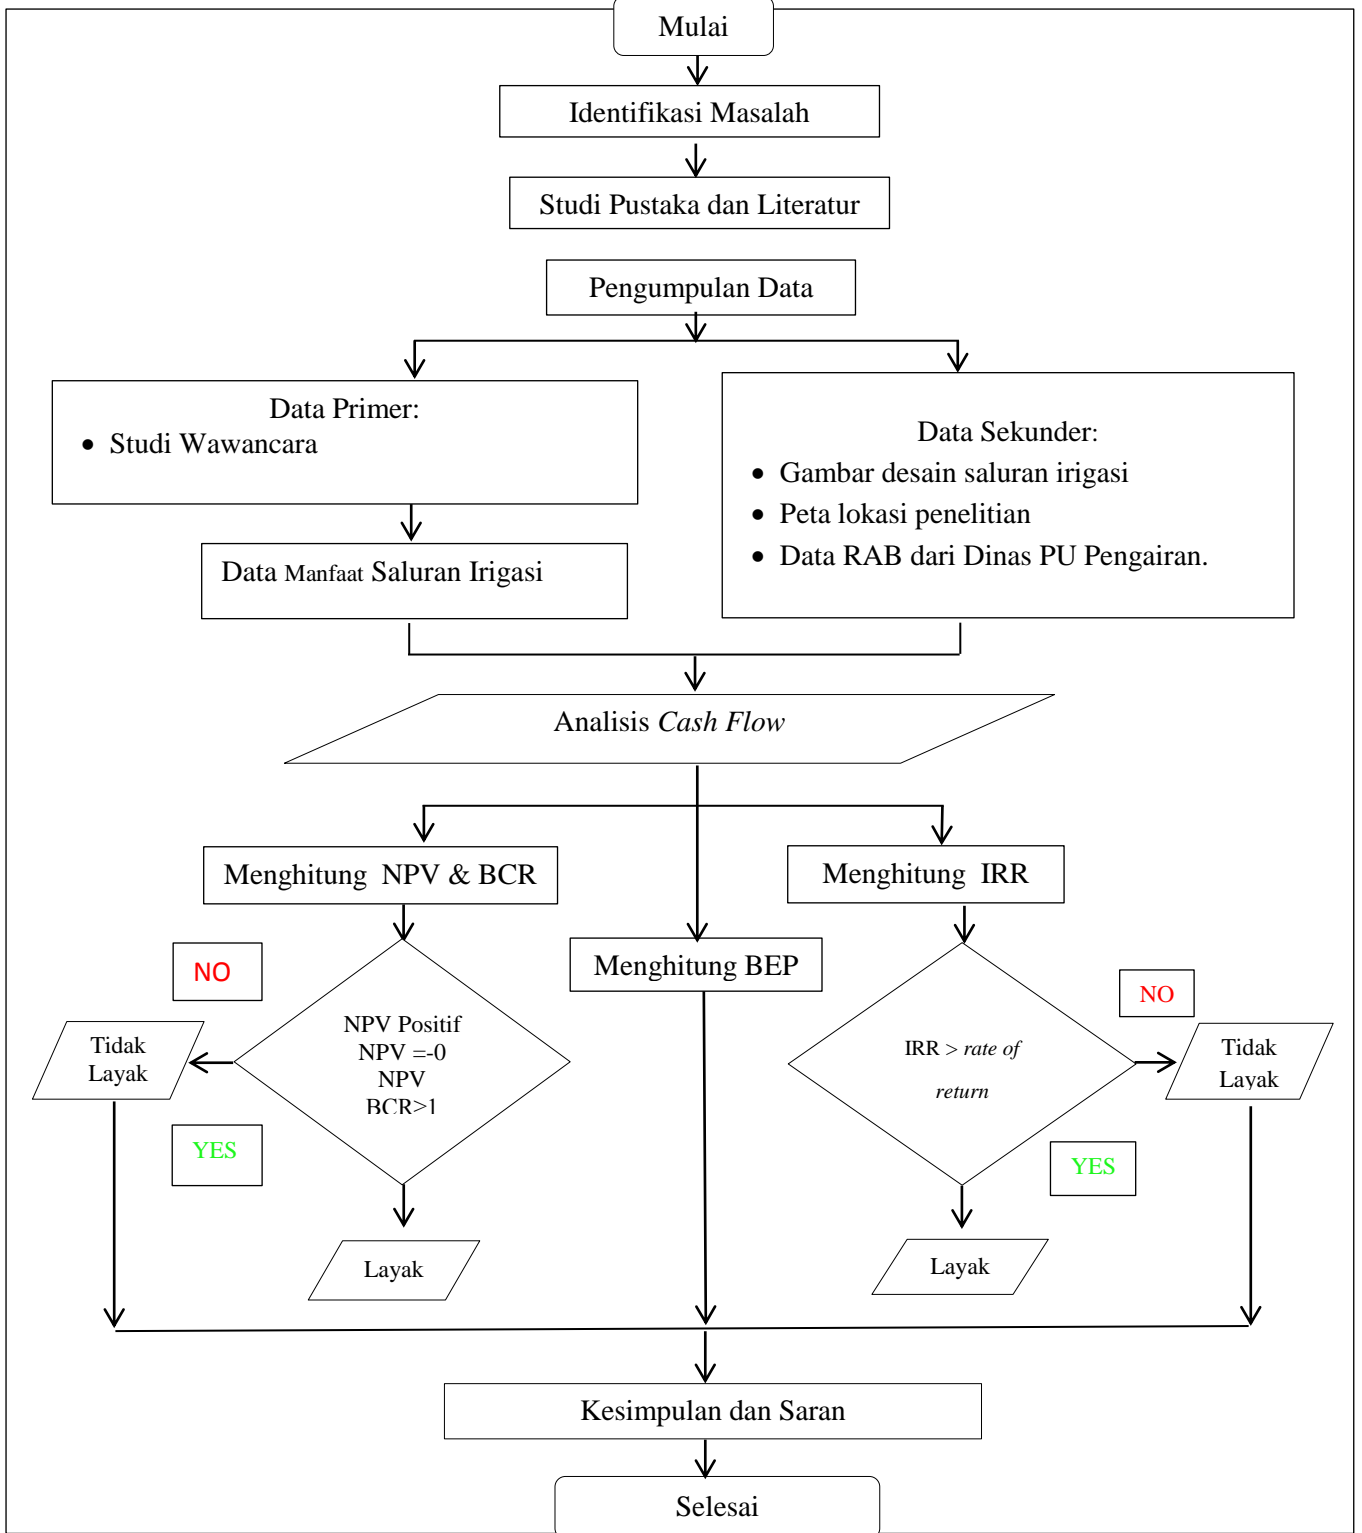 Mulai
Identifikasi Masalah
Studi Pustaka dan Literatur
Pengumpulan Data
Data Primer:
• Studi Wawancara
Data Sekunder:
• Gambar desain saluran irigasi
• Peta lokasi penelitian
• Data RAB dari Dinas PU Pengairan.
Data Manfaat Saluran Irigasi
Analisis Cash Flow
Menghitung NPV & BCR
Menghitung IRR
Menghitung BEP
NO
NPV Positif
NPV =-0
NPV
BCR>1
Tidak
Layak
YES
Layak
IRR > rate of
return
NO
Tidak
Layak
YES
Layak
Kesimpulan dan Saran
Selesai